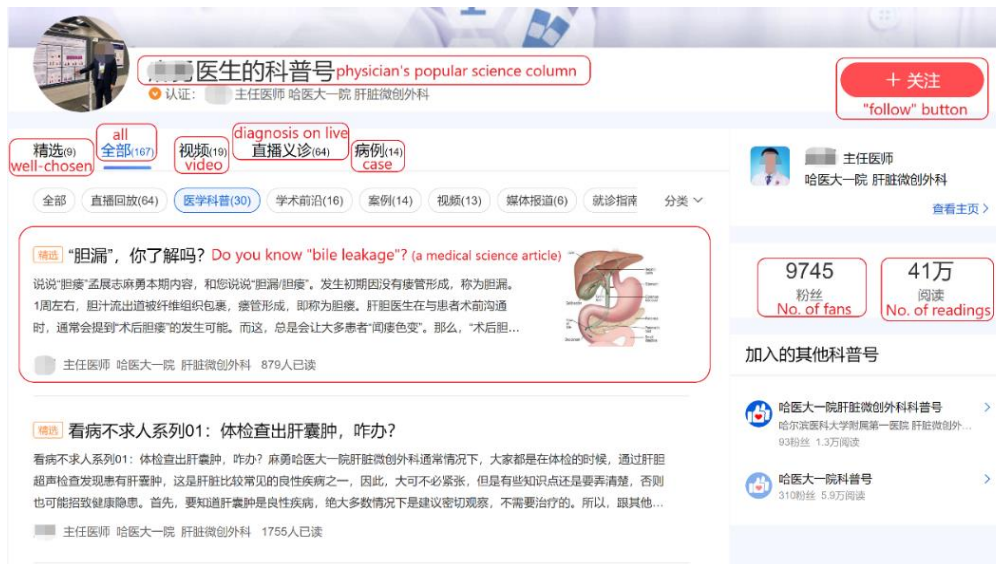 医生的科普号 physician's popular science column
认证： 主任医师 哈医大一院 肝脏微创外科
＋ 关注
"follow" button
精选(9)
well-chosen
all
全部(167)
视频(19)
video
diagnosis on live
直播义诊(64)
病例(14)
case
全部 直播回放(64) 医学科普(30) 学术前沿(16) 案例(14) 视频(13) 媒体报道(6) 就诊指南 分类
精选 “胆漏”，你了解吗？ Do you know "bile leakage"? (a medical science article)
说说“胆瘘”孟展志麻勇本期内容，和您说说“胆漏/胆瘘”。发生初期因没有瘘管形成，称为胆漏。
1周左右，胆汁流出道被纤维组织包裹，瘘管形成，即称为胆瘘。肝胆医生在与患者术前沟通
时，通常会提到“术后胆瘘”的发生可能。而这，总是会让大多患者“闻瘘色变”。那么，“术后胆...
主任医师 哈医大一院 肝脏微创外科 879人已读
精选 看病不求人系列01：体检查出肝囊肿，咋办？
看病不求人系列01：体检查出肝囊肿，咋办？麻勇哈医大一院肝脏微创外科通常情况下，大家都是在体检的时候，通过肝胆
超声检查发现患有肝囊肿，这是肝脏比较常见的良性疾病之一，因此，大可不必紧张，但是有些知识点还是要弄清楚，否则
也可能招致健康隐患。首先，要知道肝囊肿是良性疾病，绝大多数情况下是建议密切观察，不需要治疗的。所以，跟其他...
主任医师 哈医大一院 肝脏微创外科 1755人已读
主任医师
哈医大一院 肝脏微创外科
查看主页
9745
粉丝
No. of fans
41万
阅读
No. of readings
加入的其他科普号
哈医大一院肝脏微创外科科普号
哈尔滨医科大学附属第一医院 肝脏微创外...
93粉丝 1.3万阅读
哈医大一院科普号
310粉丝 5.9万阅读